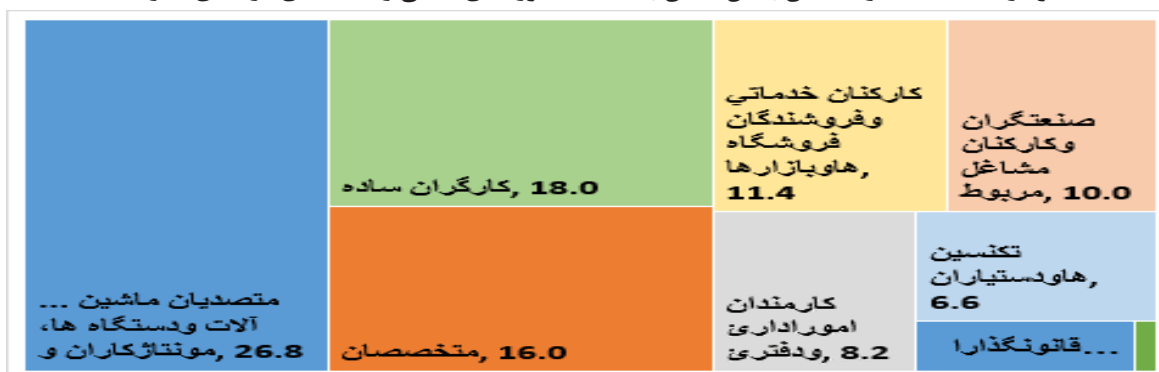 متصدیان ماشین ...
آلات ودستگاه ها،
مونتاژکاران و, 26.8
کارگران ساده, 18.0
متخصصان, 16.0
کارکنان خدماتي
وفروشندگان
فروشگاه
هاوبازارها,
11.4
صنعتگران
وکارکنان
مشاغل
مربوط, 10.0
کارمندان
اموراداری
ودفتری, 8.2
تکنسین
هاودستیاران,
6.6
قانونگذارا...